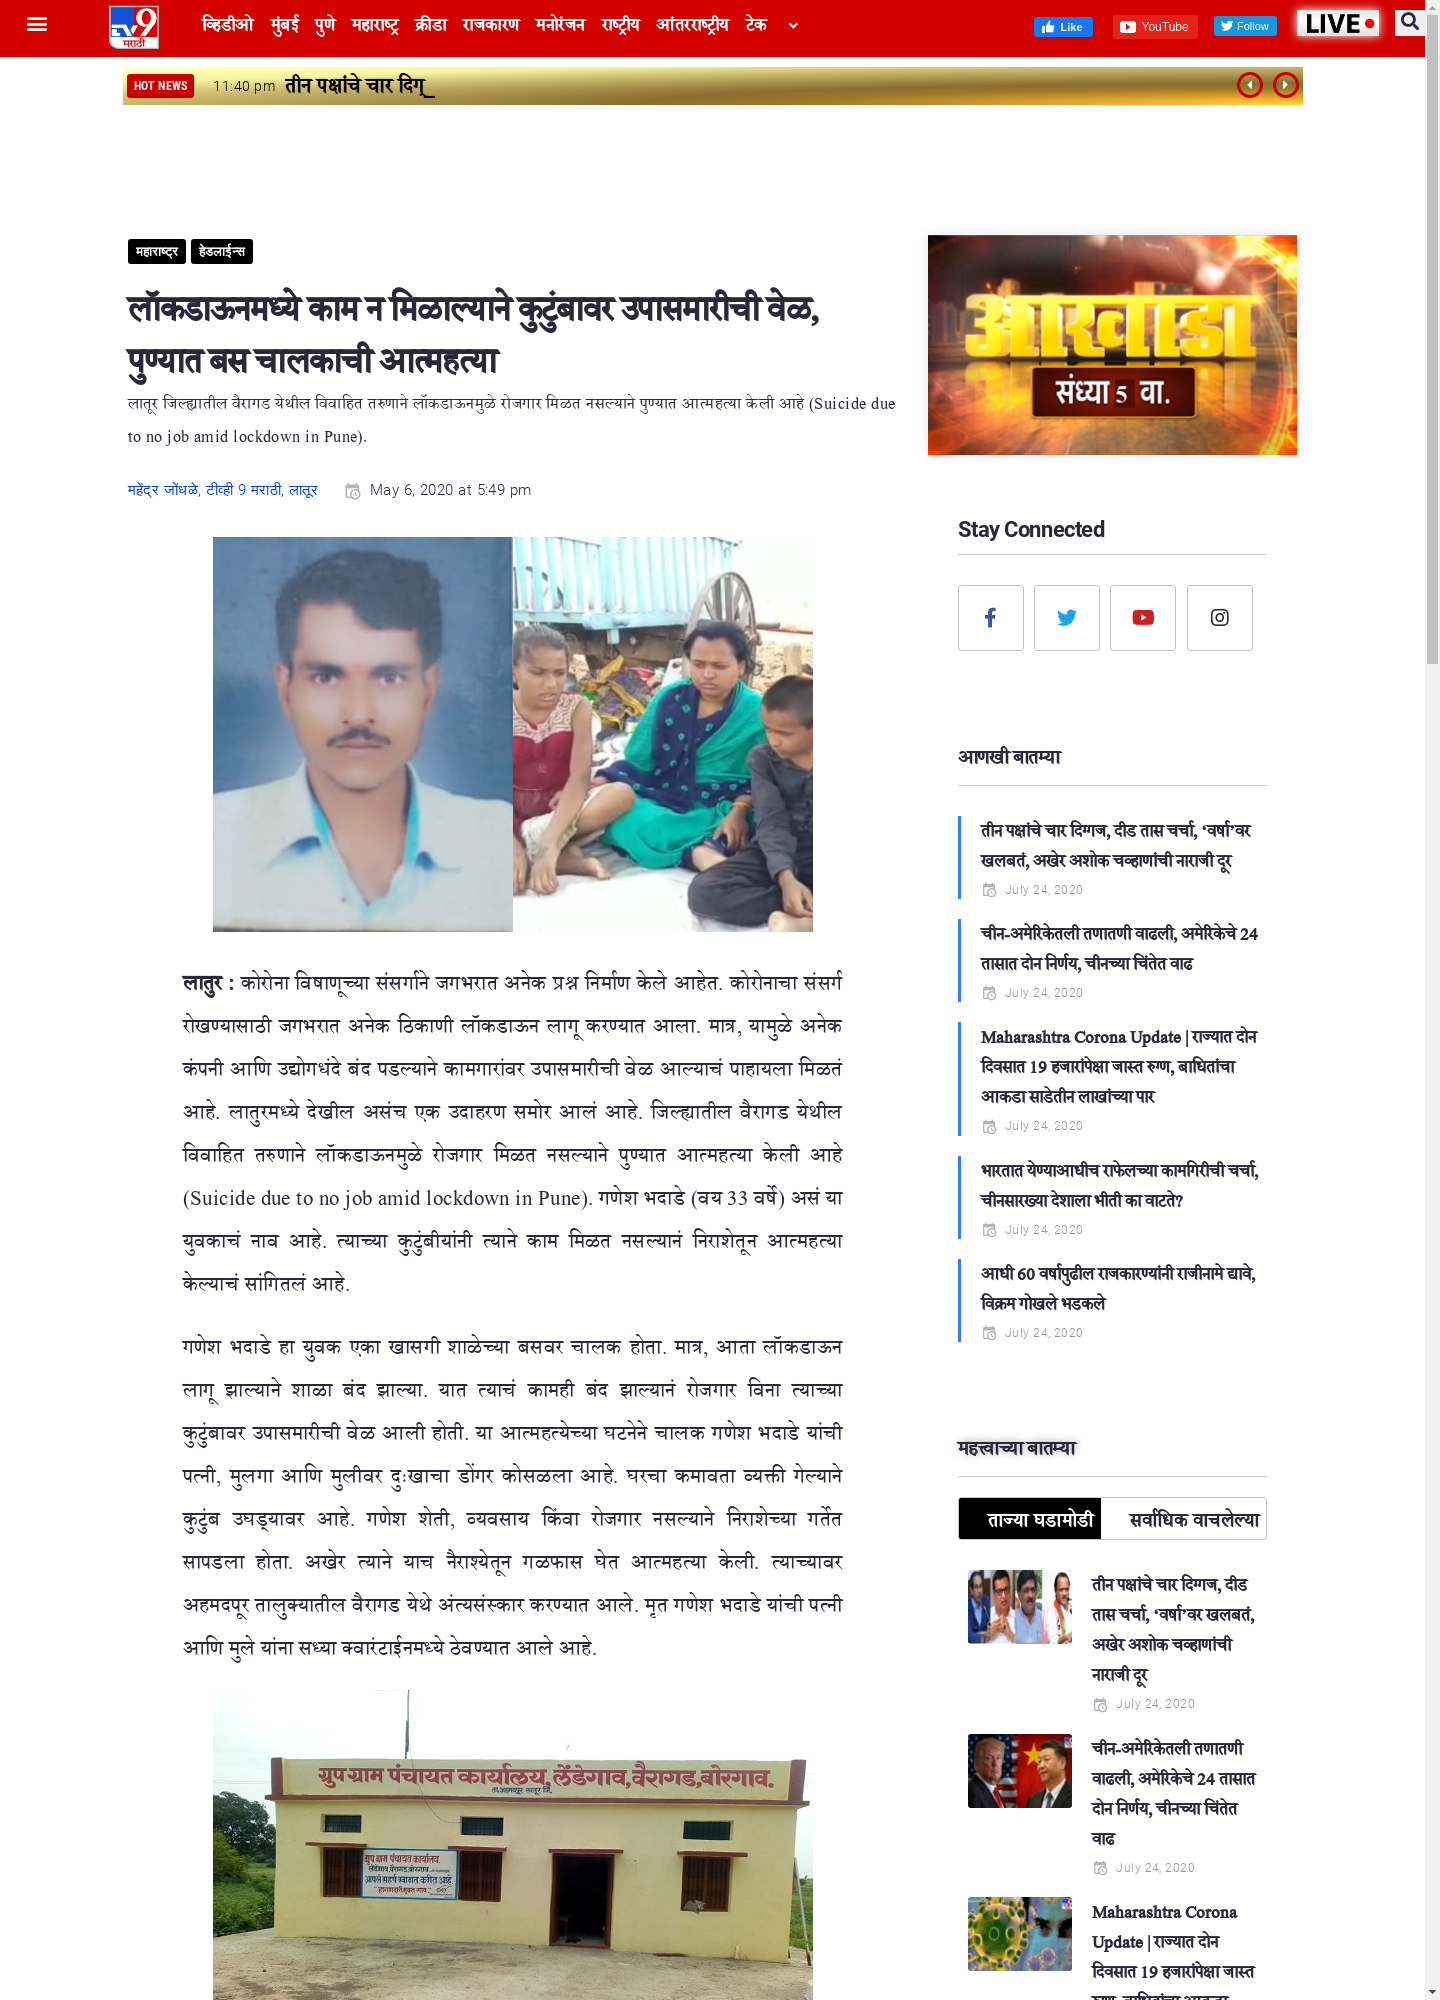 व्हिडीओ मुंबई पुणे महाराष्ट्र क्रीडा राजकारण मनोरंजन राष्ट्रीय आंतरराष्ट्रीय टेक
Like YouTube Follow LIVE
TV9 मराठी
HOT NEWS 11:40 pm तीन पक्षांचे चार दिग्_
महाराष्ट्र हेडलाईन्स
लॉकडाऊनमध्ये काम न मिळाल्याने कुटुंबावर उपासमारीची वेळ,
पुण्यात बस चालकाची आत्महत्या
लातूर जिल्ह्यातील वैरागड येथील विवाहित तरुणाने लॉकडाऊनमुळे रोजगार मिळत नसल्याने पुण्यात आत्महत्या केली आहे (Suicide due
to no job amid lockdown in Pune).
महेंद्र जोंधळे, टीव्ही 9 मराठी, लातूर May 6, 2020 at 5:49 pm
लातुर : कोरोना विषाणूच्या संसर्गाने जगभरात अनेक प्रश्न निर्माण केले आहेत. कोरोनाचा संसर्ग
रोखण्यासाठी जगभरात अनेक ठिकाणी लॉकडाऊन लागू करण्यात आला. मात्र, यामुळे अनेक
कंपनी आणि उद्योगधंदे बंद पडल्याने कामगारांवर उपासमारीची वेळ आल्याचं पाहायला मिळतं
आहे. लातुरमध्ये देखील असंच एक उदाहरण समोर आलं आहे. जिल्ह्यातील वैरागड येथील
विवाहित तरुणाने लॉकडाऊनमुळे रोजगार मिळत नसल्याने पुण्यात आत्महत्या केली आहे
(Suicide due to no job amid lockdown in Pune). गणेश भदाडे (वय 33 वर्षे) असं या
युवकाचं नाव आहे. त्याच्या कुटुंबीयांनी त्याने काम मिळत नसल्यानं निराशेतून आत्महत्या
केल्याचं सांगितलं आहे.
गणेश भदाडे हा युवक एका खासगी शाळेच्या बसवर चालक होता. मात्र, आता लॉकडाऊन
लागू झाल्याने शाळा बंद झाल्या. यात त्याचं कामही बंद झाल्यानं रोजगार विना त्याच्या
कुटुंबावर उपासमारीची वेळ आली होती. या आत्महत्येच्या घटनेने चालक गणेश भदाडे यांची
पत्नी, मुलगा आणि मुलीवर दुःखाचा डोंगर कोसळला आहे. घरचा कमावता व्यक्ती गेल्याने
कुटुंब उघड्यावर आहे. गणेश शेती, व्यवसाय किंवा रोजगार नसल्याने निराशेच्या गर्तेत
सापडला होता. अखेर त्याने याच नैराश्येतून गळफास घेत आत्महत्या केली. त्याच्यावर
अहमदपूर तालुक्यातील वैरागड येथे अंत्यसंस्कार करण्यात आले. मृत गणेश भदाडे यांची पत्नी
आणि मुले यांना सध्या क्वारंटाईनमध्ये ठेवण्यात आले आहे.
ग्रुप ग्राम पंचायत कार्यालय,लेंडेगाव,वैरागड,बोरगाव.
ता.अहमदपूर लातूर जि.
ग्रुप ग्राम पंचायत कार्यालय.
लेंडेगाव,वैरागड,बोरगाव
आपले सहर्ष स्वागत करीत आहे.
आखाडा
संध्या 5 वा.
Stay Connected
आणखी बातम्या
तीन पक्षांचे चार दिग्गज, दीड तास चर्चा, ‘वर्षा’वर
खलबतं, अखेर अशोक चव्हाणांची नाराजी दूर
July 24, 2020
चीन-अमेरिकेतली तणातणी वाढली, अमेरिकेचे 24
तासात दोन निर्णय, चीनच्या चिंतेत वाढ
July 24, 2020
Maharashtra Corona Update | राज्यात दोन
दिवसात 19 हजारांपेक्षा जास्त रुग्ण, बाधितांचा
आकडा साडेतीन लाखांच्या पार
July 24, 2020
भारतात येण्याआधीच राफेलच्या कामगिरीची चर्चा,
चीनसारख्या देशाला भीती का वाटते?
July 24, 2020
आधी 60 वर्षापुढील राजकारण्यांनी राजीनामे द्यावे,
विक्रम गोखले भडकले
July 24, 2020
महत्त्वाच्या बातम्या
ताज्या घडामोडी सर्वाधिक वाचलेल्या
तीन पक्षांचे चार दिग्गज, दीड
तास चर्चा, ‘वर्षा’वर खलबतं,
अखेर अशोक चव्हाणांची
नाराजी दूर
July 24, 2020
चीन-अमेरिकेतली तणातणी
वाढली, अमेरिकेचे 24 तासात
दोन निर्णय, चीनच्या चिंतेत
वाढ
July 24, 2020
Maharashtra Corona
Update | राज्यात दोन
दिवसात 19 हजारांपेक्षा जास्त